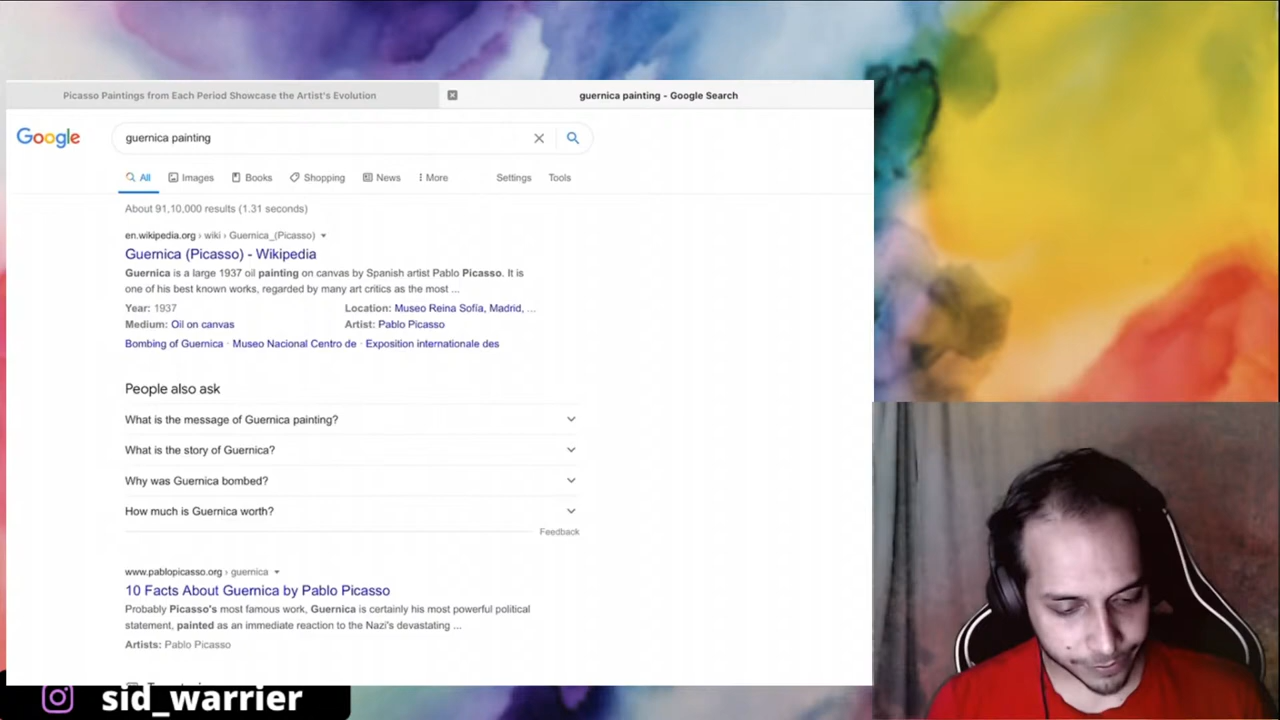 Picasso Paintings from Each Period Showcase the Artist's Evolution
guernica painting - Google Search
Google
guernica painting
All Images Books Shopping News More Settings Tools
About 91,10,000 results (1.31 seconds)
en.wikipedia.org › wiki › Guernica_(Picasso)
Guernica (Picasso) - Wikipedia
Guernica is a large 1937 oil painting on canvas by Spanish artist Pablo Picasso. It is
one of his best known works, regarded by many art critics as the most ...
Year: 1937 Location: Museo Reina Sofía, Madrid, ...
Medium: Oil on canvas Artist: Pablo Picasso
Bombing of Guernica · Museo Nacional Centro de · Exposition internationale des
People also ask
What is the message of Guernica painting?
What is the story of Guernica?
Why was Guernica bombed?
How much is Guernica worth?
Feedback
www.pablopicasso.org › guernica
10 Facts About Guernica by Pablo Picasso
Probably Picasso's most famous work, Guernica is certainly his most powerful political
statement, painted as an immediate reaction to the Nazi's devastating ...
Artists: Pablo Picasso
sid_warrier